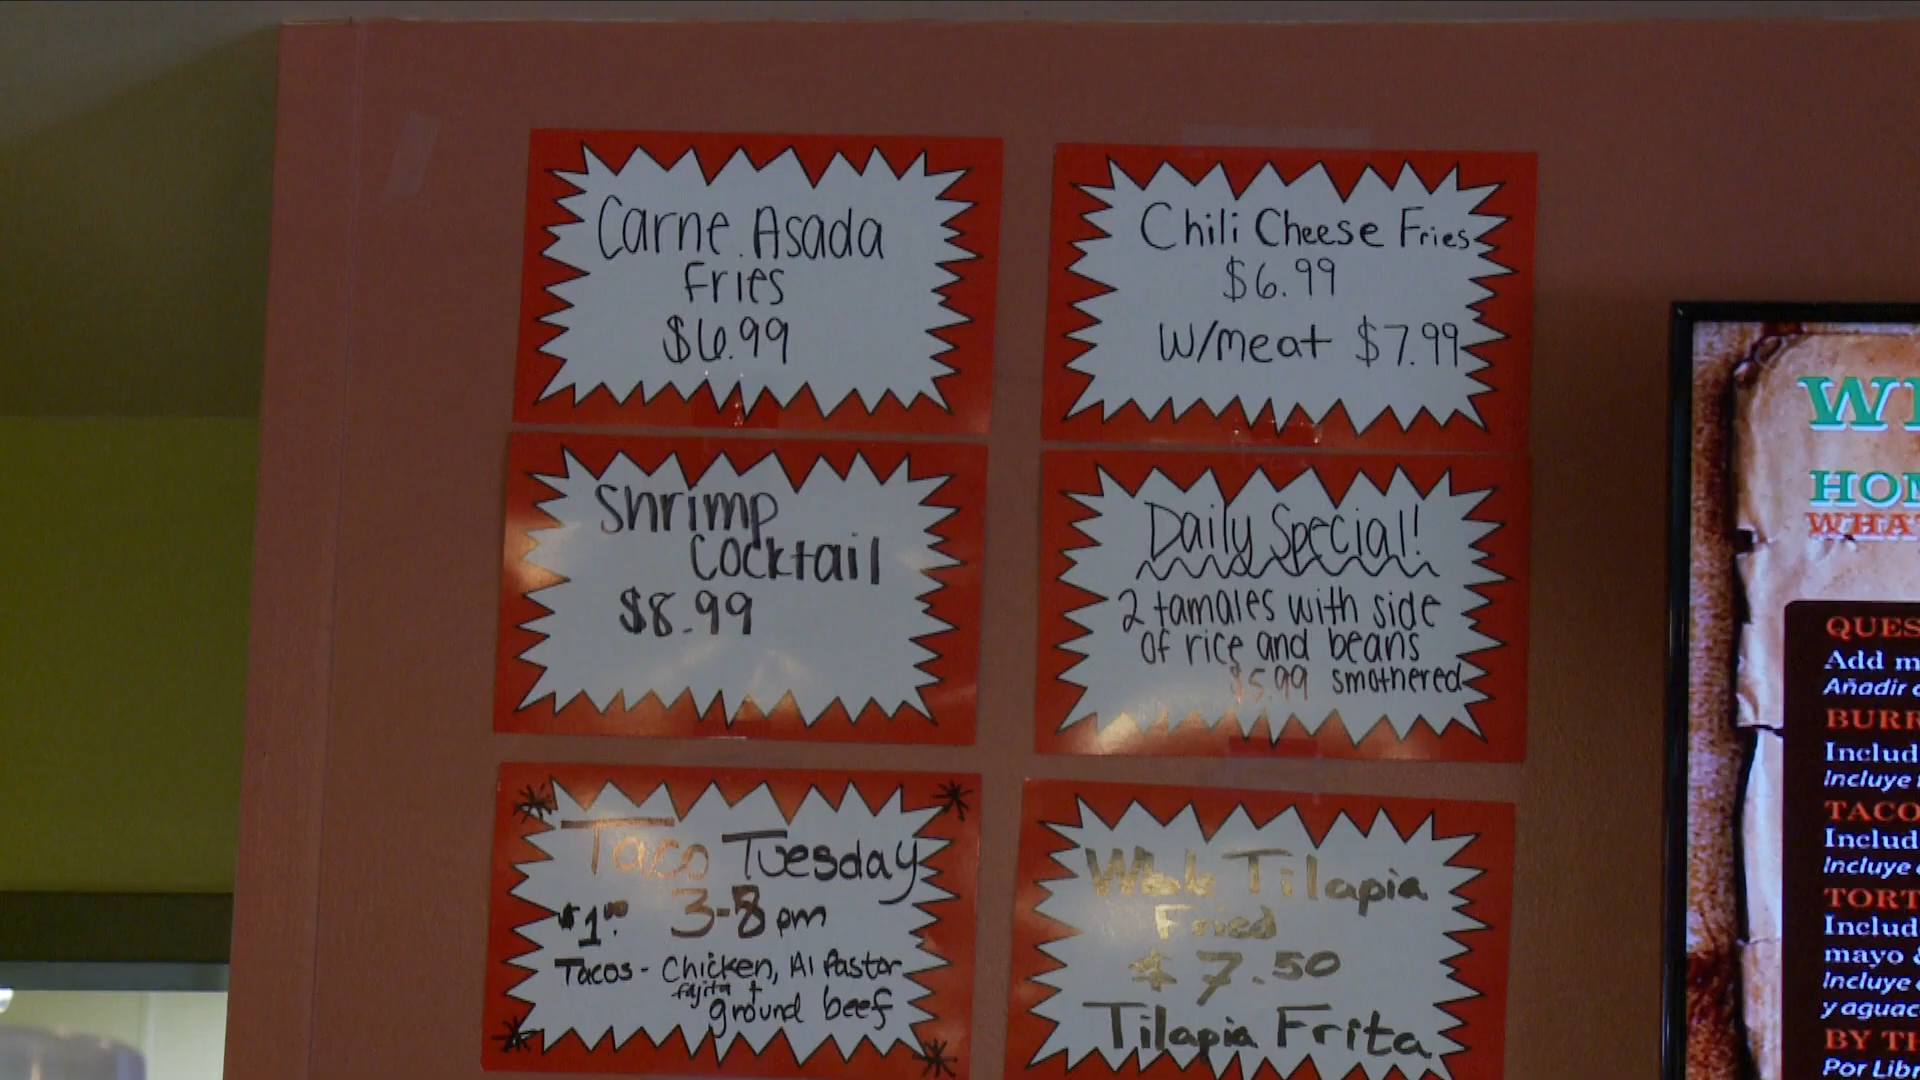 Carne Asada
Fries
$6.99
Chili Cheese Fries
$6.99
W/meat $7.99
Shrimp
Cocktail
$8.99
Daily Special!
2 tamales with side
of rice and beans
$5.99 smothered
Taco Tuesday
$1.00 3-8 pm
Tacos - Chicken, Al Pastor
fajita +
ground beef
Whole Tilapia
Fried
$7.50
Tilapia Frita
WHAT
QUES
Add m
Añadir c
BURR
Includ
Incluye
TACO
Includ
Incluye
TORT
Includ
mayo &
Incluye
y aguac
BY TH
Por Libr